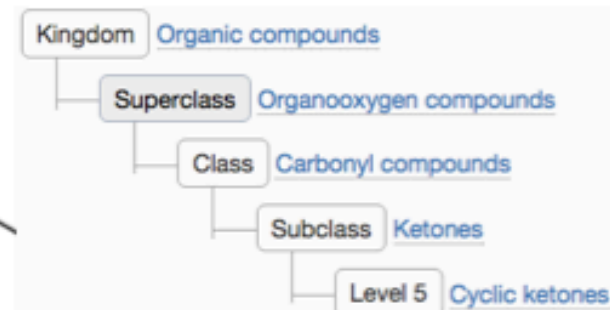 Kingdom Organic compounds
Superclass Organooxygen compounds
Class Carbonyl compounds
Subclass Ketones
Level 5 Cyclic ketones